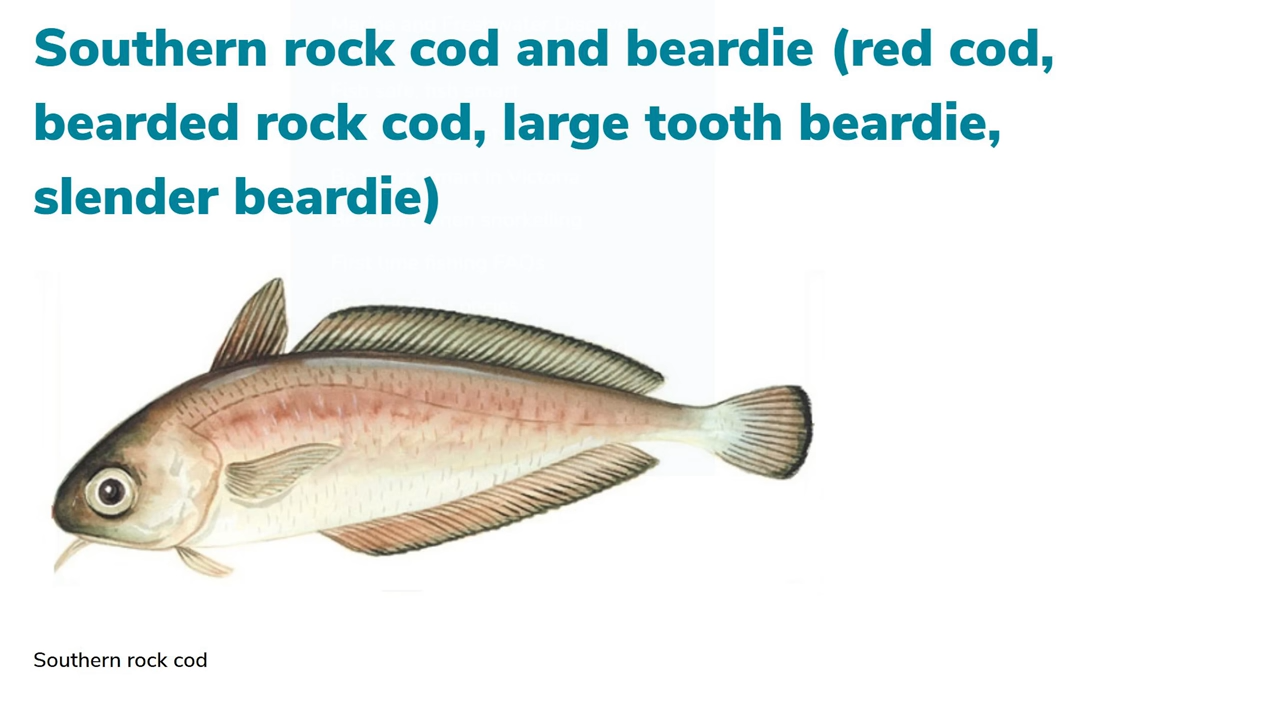 Southern rock cod and beardie (red cod,
bearded rock cod, large tooth beardie,
slender beardie)
Southern rock cod